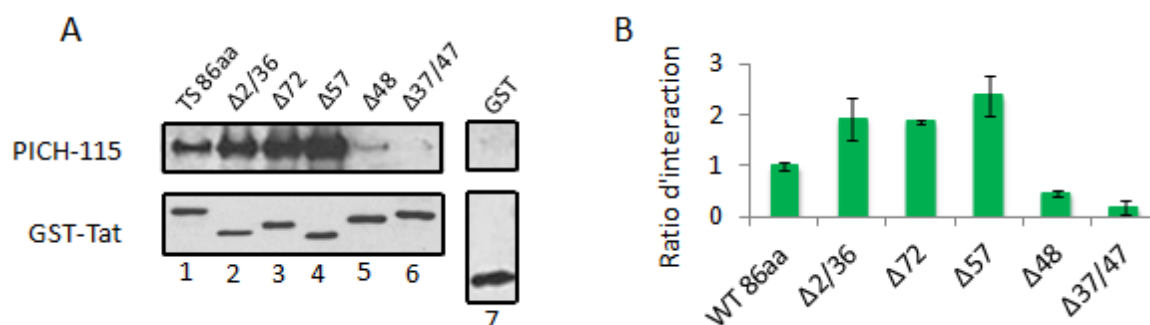 A
TS 86aa
Δ2/36
Δ72
Δ57
Δ48
Δ37/47
GST
PICH-115
GST-Tat
1 2 3 4 5 6
7
B
Ratio d'interaction
3
2
1
0
WT 86aa
Δ2/36
Δ72
Δ57
Δ48
Δ37/47